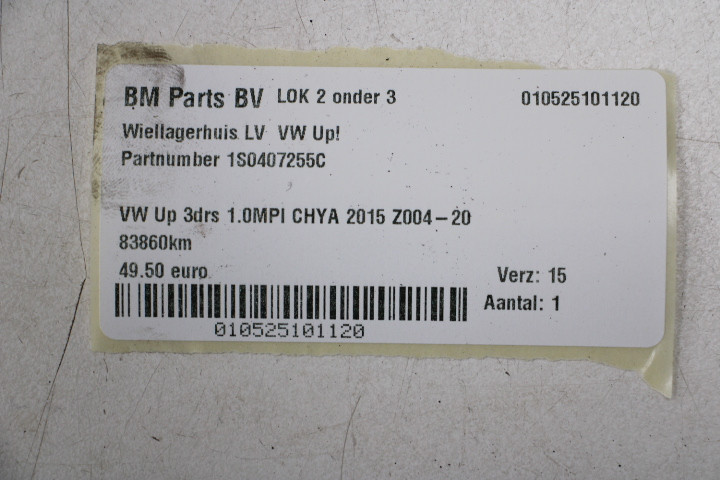 BM Parts BV LOK 2 onder 3 010525101120
Wiellagerhuis LV VW Up!
Partnumber 1S0407255C
VW Up 3drs 1.0MPI CHYA 2015 Z004-20
83860km
49.50 euro Verz: 15
Aantal: 1
010525101120